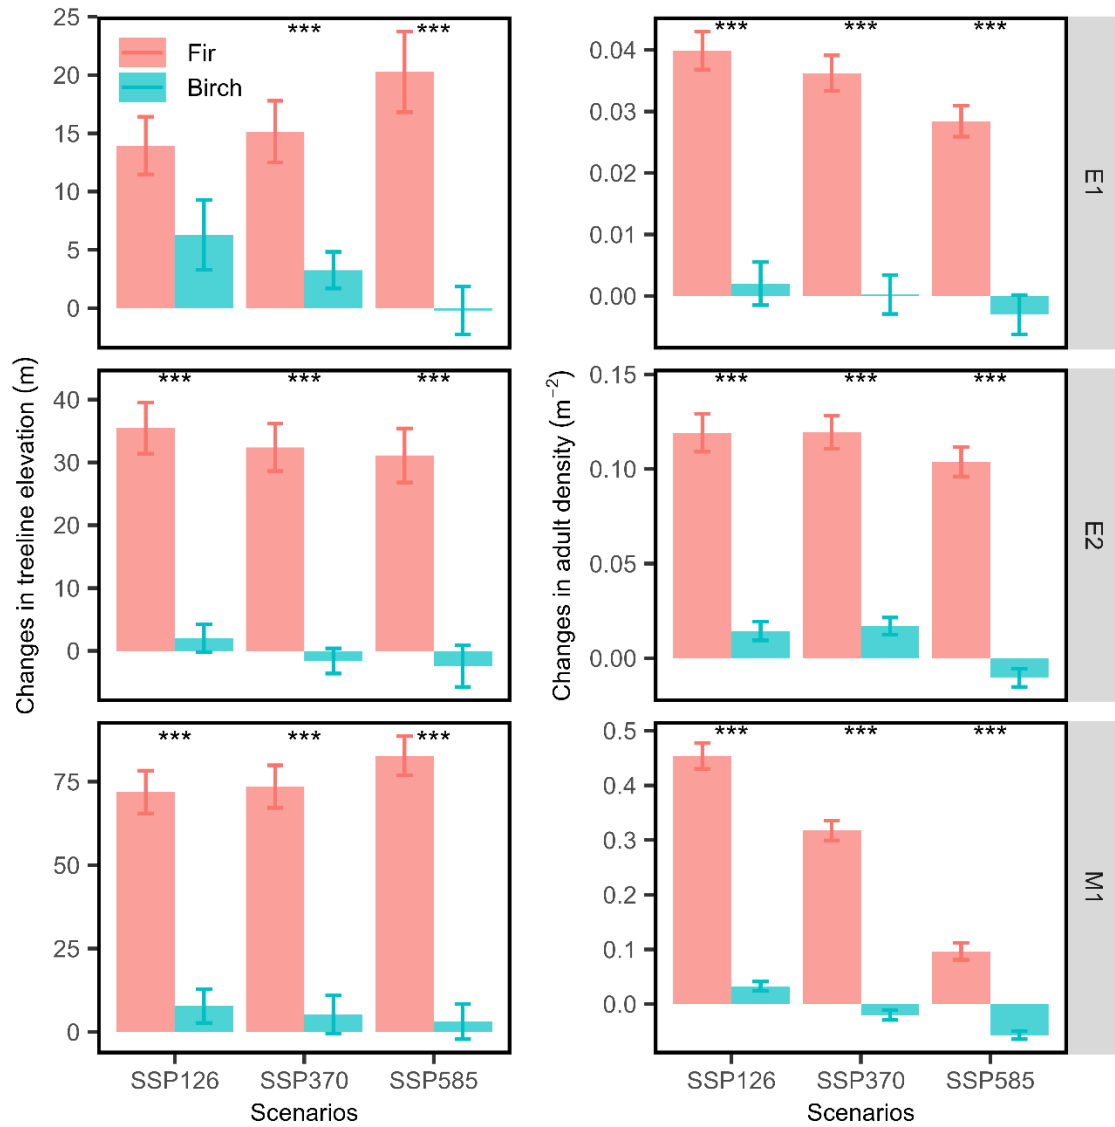 25
20
15
10
5
0
Fir
Birch
*** ***
0.04
0.03
0.02
0.01
0.00
*** *** ***
E1
Changes in treeline elevation (m)
40
30
20
10
0
*** *** ***
Changes in adult density (m⁻²)
0.15
0.10
0.05
0.00
*** *** ***
E2
75
50
25
0
*** *** ***
SSP126 SSP370 SSP585
Scenarios
0.5
0.4
0.3
0.2
0.1
0.0
*** *** ***
M1
SSP126 SSP370 SSP585
Scenarios